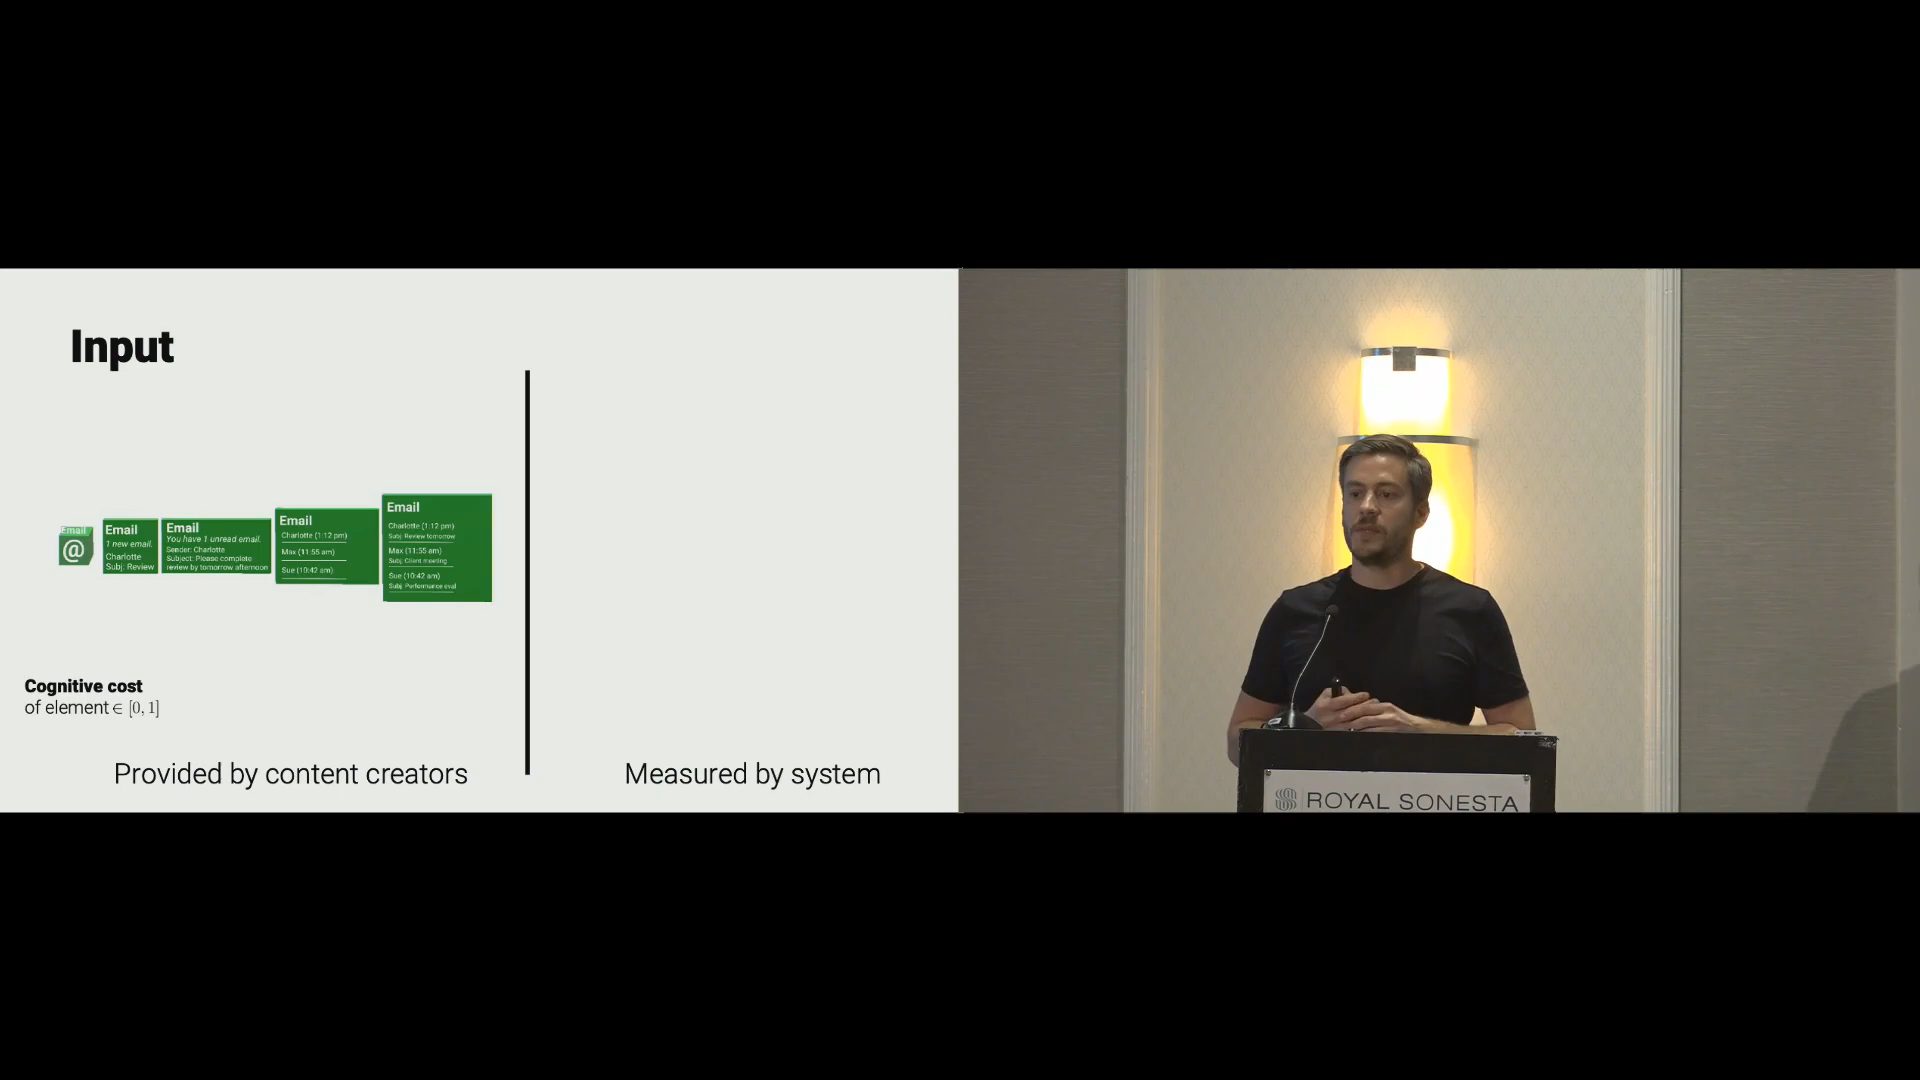 Input
Email
@
Email
1 new email.
Charlotte
Subj: Review
Email
You have 1 unread email.
Sender: Charlotte
Subject: Please complete
review by tomorrow afternoon
Email
Charlotte (1:12 pm)
Max (11:55 am)
Sue (10:42 am)
Email
Charlotte (1:12 pm)
Subj: Review tomorrow
Max (11:55 am)
Subj: Client meeting
Sue (10:42 am)
Subj: Performance eval
Cognitive cost
of element ∈ [0, 1]
Provided by content creators
Measured by system
ROYAL SONESTA